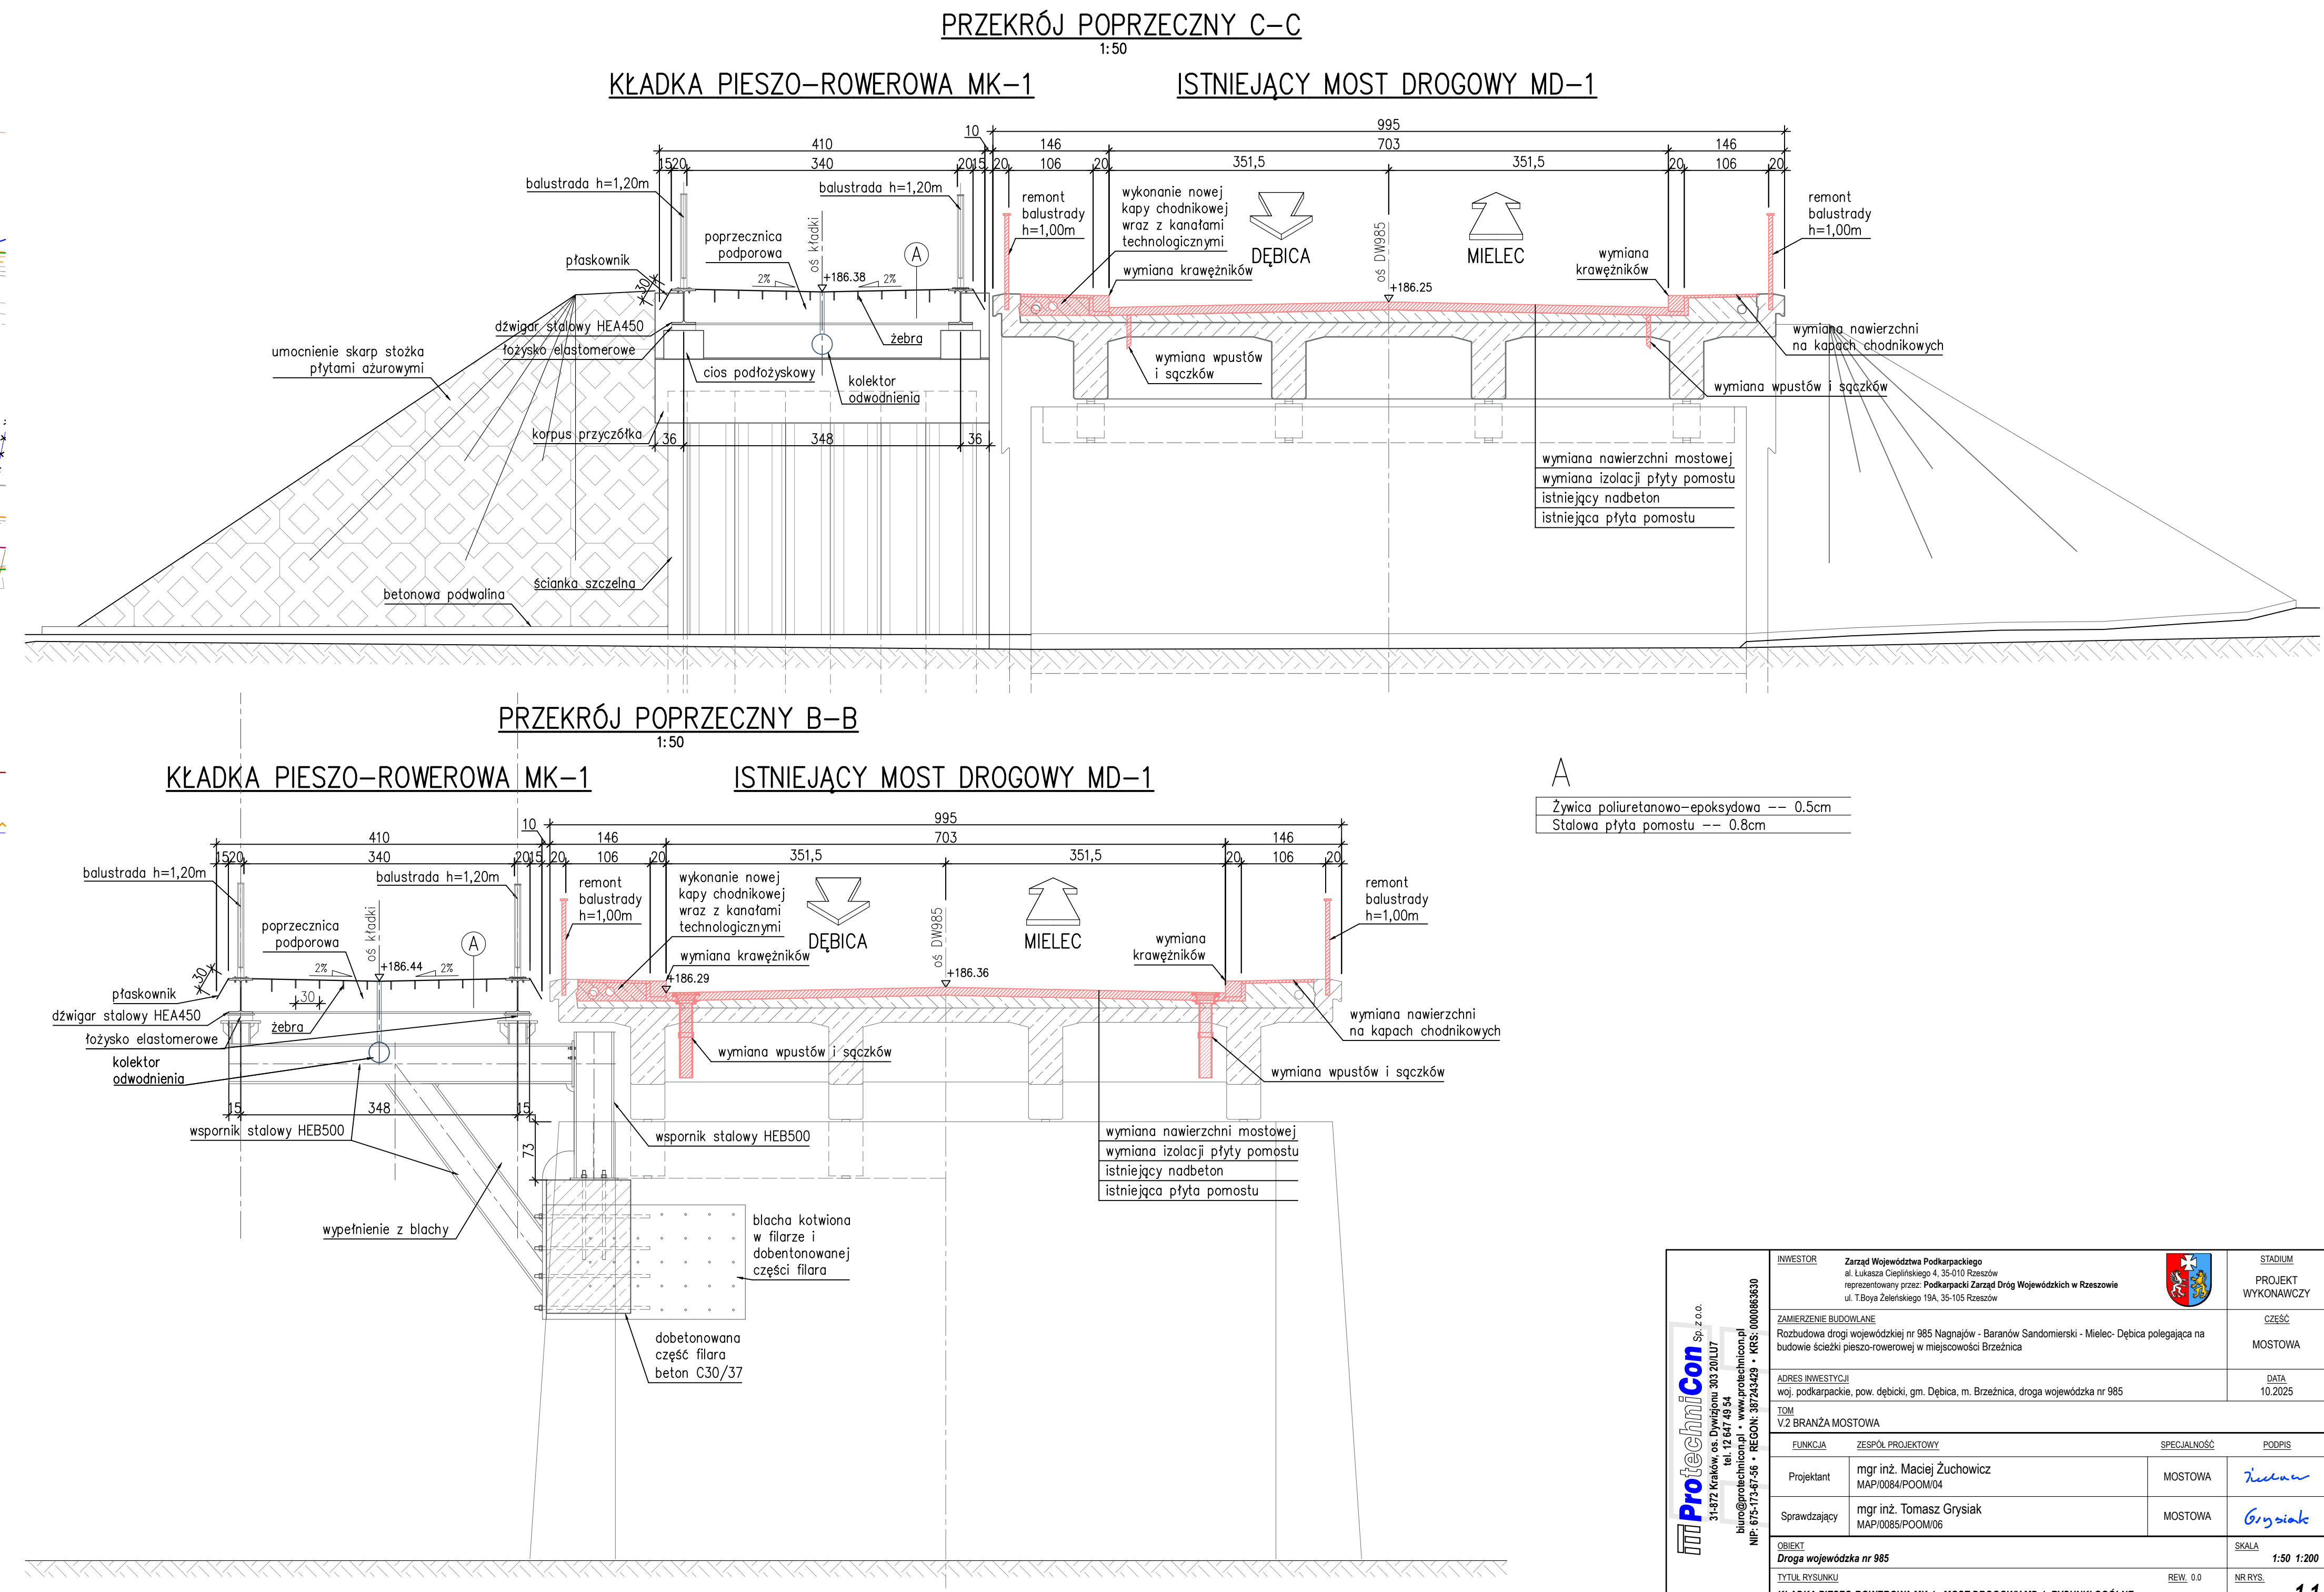 PRZEKRÓJ POPRZECZNY C-C
1:50
KŁADKA PIESZO-ROWEROWA MK-1
ISTNIEJĄCY MOST DROGOWY MD-1
10
995
410
146
703
146
15
20
340
20
15
20
106
20
351,5
351,5
20
106
20
balustrada h=1,20m
balustrada h=1,20m
remont
balustrady
h=1,00m
wykonanie nowej
kapy chodnikowej
wraz z kanałami
technologicznymi
wymiana krawężników
DĘBICA
oś DW985
MIELEC
wymiana
krawężników
remont
balustrady
h=1,00m
poprzecznica
podporowa
oś kładki
A
płaskownik
30
2%
+186.38
2%
+186.25
dźwigar stalowy HEA450
łożysko elastomerowe
żebra
umocnienie skarp stożka
płytami ażurowymi
cios podłożyskowy
kolektor
odwodnienia
wymiana wpustów
i sączków
wymiana nawierzchni
na kapach chodnikowych
wymiana wpustów i sączków
korpus przyczółka
36
348
36
wymiana nawierzchni mostowej
wymiana izolacji płyty pomostu
istniejący nadbeton
istniejąca płyta pomostu
ścianka szczelna
betonowa podwalina
PRZEKRÓJ POPRZECZNY B-B
1:50
KŁADKA PIESZO-ROWEROWA MK-1
ISTNIEJĄCY MOST DROGOWY MD-1
A
Żywica poliuretanowo-epoksydowa -- 0.5cm
Stalowa płyta pomostu -- 0.8cm
10
995
410
146
703
146
15
20
340
20
15
20
106
20
351,5
351,5
20
106
20
balustrada h=1,20m
balustrada h=1,20m
remont
balustrady
h=1,00m
wykonanie nowej
kapy chodnikowej
wraz z kanałami
technologicznymi
wymiana krawężników
DĘBICA
oś DW985
MIELEC
wymiana
krawężników
remont
balustrady
h=1,00m
poprzecznica
podporowa
oś kładki
A
30
2%
+186.44
2%
+186.29
+186.36
płaskownik
30
dźwigar stalowy HEA450
żebra
łożysko elastomerowe
kolektor
odwodnienia
wymiana wpustów i sączków
wymiana nawierzchni
na kapach chodnikowych
wymiana wpustów i sączków
15
348
15
wspornik stalowy HEB500
73
wspornik stalowy HEB500
wymiana nawierzchni mostowej
wymiana izolacji płyty pomostu
istniejący nadbeton
istniejąca płyta pomostu
wypełnienie z blachy
blacha kotwiona
w filarze i
dobentonowanej
części filara
dobetonowana
część filara
beton C30/37
ProtechniCon Sp. z o.o.
31-872 Kraków, os. Dywizjonu 303 20/LU7
tel. 12 647 49 54
biuro@protechnicon.pl • www.protechnicon.pl
NIP: 675-173-67-56 • REGON: 387243429 • KRS: 0000863630
INWESTOR
Zarząd Województwa Podkarpackiego
al. Łukasza Cieplińskiego 4, 35-010 Rzeszów
reprezentowany przez: Podkarpacki Zarząd Dróg Wojewódzkich w Rzeszowie
ul. T.Boya Żeleńskiego 19A, 35-105 Rzeszów
STADIUM
PROJEKT
WYKONAWCZY
ZAMIERZENIE BUDOWLANE
Rozbudowa drogi wojewódzkiej nr 985 Nagnajów - Baranów Sandomierski - Mielec- Dębica polegająca na
budowie ścieżki pieszo-rowerowej w miejscowości Brzeźnica
CZĘŚĆ
MOSTOWA
ADRES INWESTYCJI
woj. podkarpackie, pow. dębicki, gm. Dębica, m. Brzeźnica, droga wojewódzka nr 985
DATA
10.2025
TOM
V.2 BRANŻA MOSTOWA
FUNKCJA
ZESPÓŁ PROJEKTOWY
SPECJALNOŚĆ
PODPIS
Projektant
mgr inż. Maciej Żuchowicz
MAP/0084/POOM/04
MOSTOWA
Sprawdzający
mgr inż. Tomasz Grysiak
MAP/0085/POOM/06
MOSTOWA
Grysiak
OBIEKT
Droga wojewódzka nr 985
SKALA
1:50 1:200
TYTUŁ RYSUNKU
REW. 0.0
NR RYS.